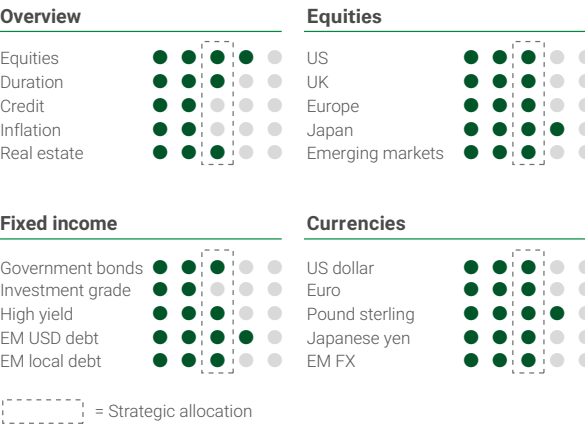 Overview
Equities
Duration
Credit
Inflation
Real estate
Equities
US
UK
Europe
Japan
Emerging markets
Fixed income
Government bonds
Investment grade
High yield
EM USD debt
EM local debt
Currencies
US dollar
Euro
Pound sterling
Japanese yen
EM FX
= Strategic allocation